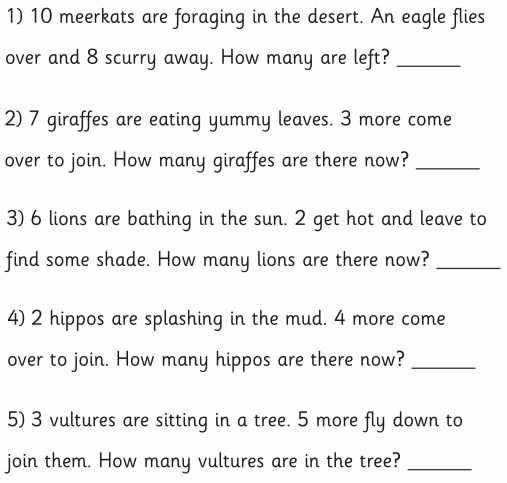 1) 10 meerkats are foraging in the desert. An eagle flies
over and 8 scurry away. How many are left? ______
2) 7 giraffes are eating yummy leaves. 3 more come
over to join. How many giraffes are there now? ______
3) 6 lions are bathing in the sun. 2 get hot and leave to
find some shade. How many lions are there now? ______
4) 2 hippos are splashing in the mud. 4 more come
over to join. How many hippos are there now? ______
5) 3 vultures are sitting in a tree. 5 more fly down to
join them. How many vultures are in the tree? ______